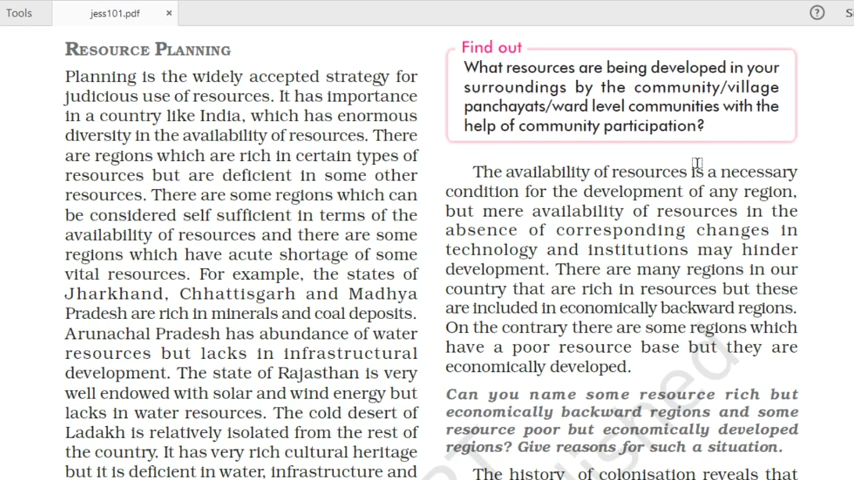 Tools
jess101.pdf
×
?
RESOURCE PLANNING
Planning is the widely accepted strategy for
judicious use of resources. It has importance
in a country like India, which has enormous
diversity in the availability of resources. There
are regions which are rich in certain types of
resources but are deficient in some other
resources. There are some regions which can
be considered self sufficient in terms of the
availability of resources and there are some
regions which have acute shortage of some
vital resources. For example, the states of
Jharkhand, Chhattisgarh and Madhya
Pradesh are rich in minerals and coal deposits.
Arunachal Pradesh has abundance of water
resources but lacks in infrastructural
development. The state of Rajasthan is very
well endowed with solar and wind energy but
lacks in water resources. The cold desert of
Ladakh is relatively isolated from the rest of
the country. It has very rich cultural heritage
but it is deficient in water, infrastructure and
Find out
What resources are being developed in your
surroundings by the community/village
panchayats/ward level communities with the
help of community participation?
The availability of resources is a necessary
condition for the development of any region,
but mere availability of resources in the
absence of corresponding changes in
technology and institutions may hinder
development. There are many regions in our
country that are rich in resources but these
are included in economically backward regions.
On the contrary there are some regions which
have a poor resource base but they are
economically developed.
Can you name some resource rich but
economically backward regions and some
resource poor but economically developed
regions? Give reasons for such a situation.
The history of colonisation reveals that